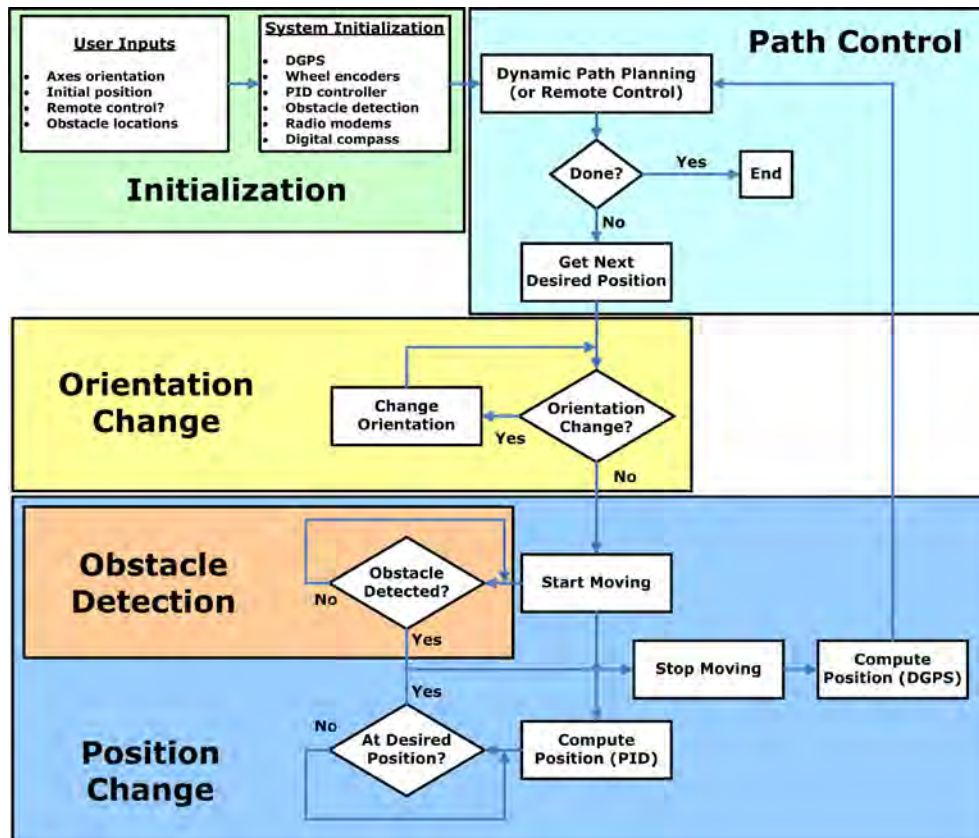 User Inputs
• Axes orientation
• Initial position
• Remote control?
• Obstacle locations
System Initialization
• DGPS
• Wheel encoders
• PID controller
• Obstacle detection
• Radio modems
• Digital compass
Initialization
Path Control
Dynamic Path Planning
(or Remote Control)
Done?
Yes
End
No
Get Next
Desired Position
Orientation
Change
Change
Orientation
Yes
Orientation
Change?
No
Obstacle
Detection
Obstacle
Detected?
No
Yes
Start Moving
Stop Moving
Compute
Position (DGPS)
Position
Change
Yes
No
At Desired
Position?
Compute
Position (PID)